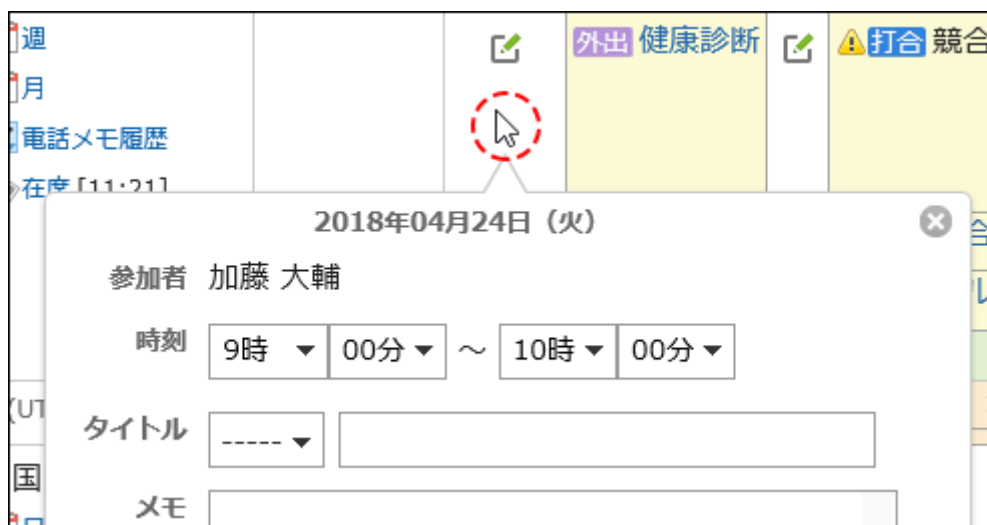 週
外出 健康診断
打合 競合
月
電話メモ履歴
在席 [11:21]
2018年04月24日（火）
参加者 加藤 大輔
時刻 9時 00分 ～ 10時 00分
(UT
タイトル -----
国
メモ